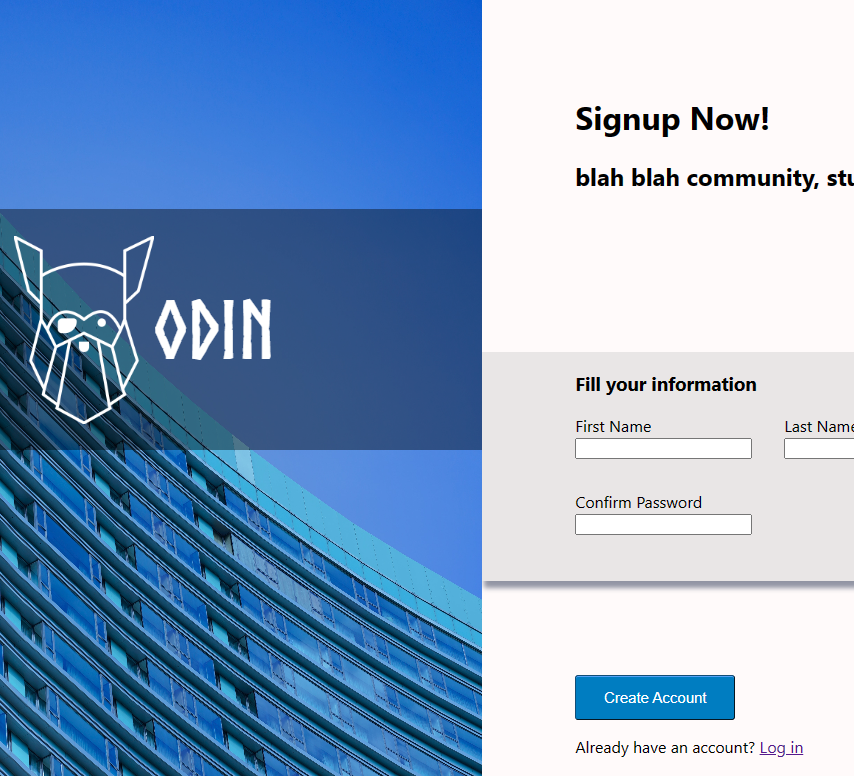 ODIN
Signup Now!
blah blah community, stu
Fill your information
First Name
Last Name
Confirm Password
Create Account
Already have an account? Log in